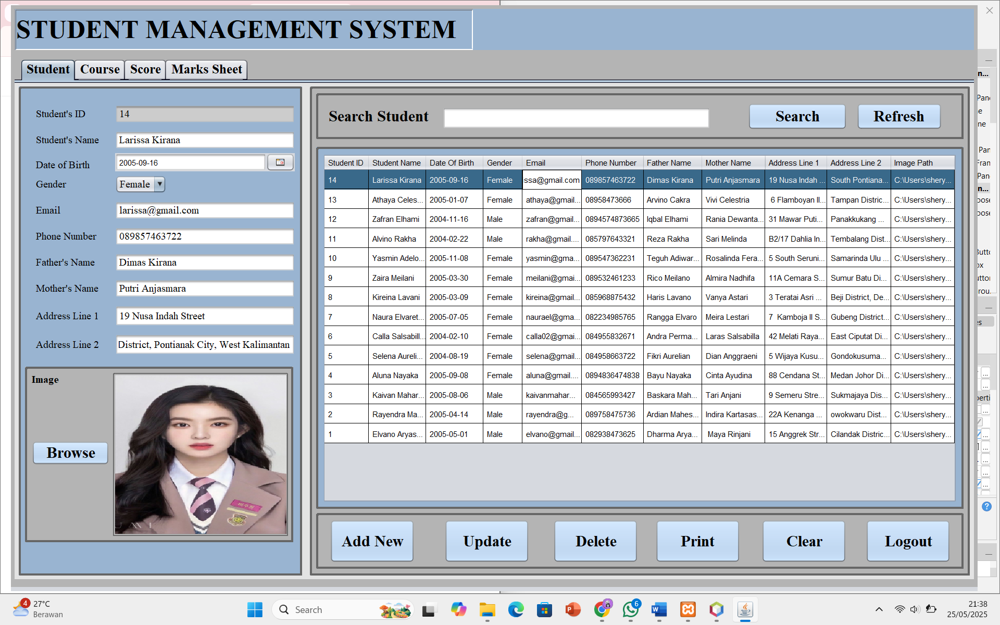 STUDENT MANAGEMENT SYSTEM
Student Course Score Marks Sheet
Student's ID 14
Student's Name Larissa Kirana
Date of Birth 2005-09-16
Gender Female
Email larissa@gmail.com
Phone Number 089857463722
Father's Name Dimas Kirana
Mother's Name Putri Anjasmara
Address Line 1 19 Nusa Indah Street
Address Line 2 District, Pontianak City, West Kalimantan
Image
Browse
Search Student Search Refresh
Student ID Student Name Date Of Birth Gender Email Phone Number Father Name Mother Name Address Line 1 Address Line 2 Image Path
14 Larissa Kirana 2005-09-16 Female ssa@gmail.com 089857463722 Dimas Kirana Putri Anjasmara 19 Nusa Indah ... South Pontiana... C:\Users\shery...
13 Athaya Celes... 2005-01-07 Female athaya@gmail... 08958473666 Arvino Cakra Vivi Celestria 6 Flamboyan II... Tampan Distric... C:\Users\shery...
12 Zafran Elhami 2004-11-16 Male zafran@gmail... 0894574873665 Iqbal Elhami Rania Dewanta... 31 Mawar Puti... Panakkukang ... C:\Users\shery...
11 Alvino Rakha 2004-02-22 Male rakha@gmail.... 085797643321 Reza Rakha Sari Melinda B2/17 Dahlia In... Tembalang Dist... C:\Users\shery...
10 Yasmin Adelo... 2005-11-08 Female yasmin@gma... 089547362231 Teguh Adiwar... Rosalinda Fera... 5 South Seruni... Samarinda Ulu ... C:\Users\shery...
9 Zaira Meilani 2005-03-30 Female meilani@gmai... 089532461233 Rico Meilano Almira Nadhifa 11A Cemara S... Sumur Batu Di... C:\Users\shery...
8 Kireina Lavani 2005-03-09 Female kireina@gmail... 085968875432 Haris Lavano Vanya Astari 3 Teratai Asri ... Beji District, De... C:\Users\shery...
7 Naura Elvaret... 2005-07-05 Female naurael@gma... 082234985765 Rangga Elvaro Meira Lestari 7 Kamboja II S... Gubeng District... C:\Users\shery...
6 Calla Salsabill... 2004-02-10 Female calla02@gmai... 084955832671 Andra Perma... Laras Salsabilla 42 Melati Raya... East Ciputat Di... C:\Users\shery...
5 Selena Aureli... 2004-08-19 Female selena@gmail... 084958663722 Fikri Aurelian Dian Anggraeni 5 Wijaya Kusu... Gondokusuma... C:\Users\shery...
4 Aluna Nayaka 2005-09-08 Female aluna@gmail.... 0894836474838 Bayu Nayaka Cinta Ayudina 88 Cendana St... Medan Johor Di... C:\Users\shery...
3 Kaivan Mahar... 2005-08-06 Male kaivanmahar... 084565993427 Baskara Mah... Tari Anjani 9 Semeru Stre... Sukmajaya Dis... C:\Users\shery...
2 Rayendra Ma... 2005-04-14 Male rayendra@g... 089758475736 Ardian Mahes... Indira Kartasas... 22A Kenanga ... owokwaru Dist... C:\Users\shery...
1 Elvano Aryas... 2005-05-01 Male elvano@gmail... 082938473625 Dharma Arya... Maya Rinjani 15 Anggrek Str... Cilandak Distric... C:\Users\shery...
Add New Update Delete Print Clear Logout
4
27°C
Berawan
Search
6
21:38
25/05/2025